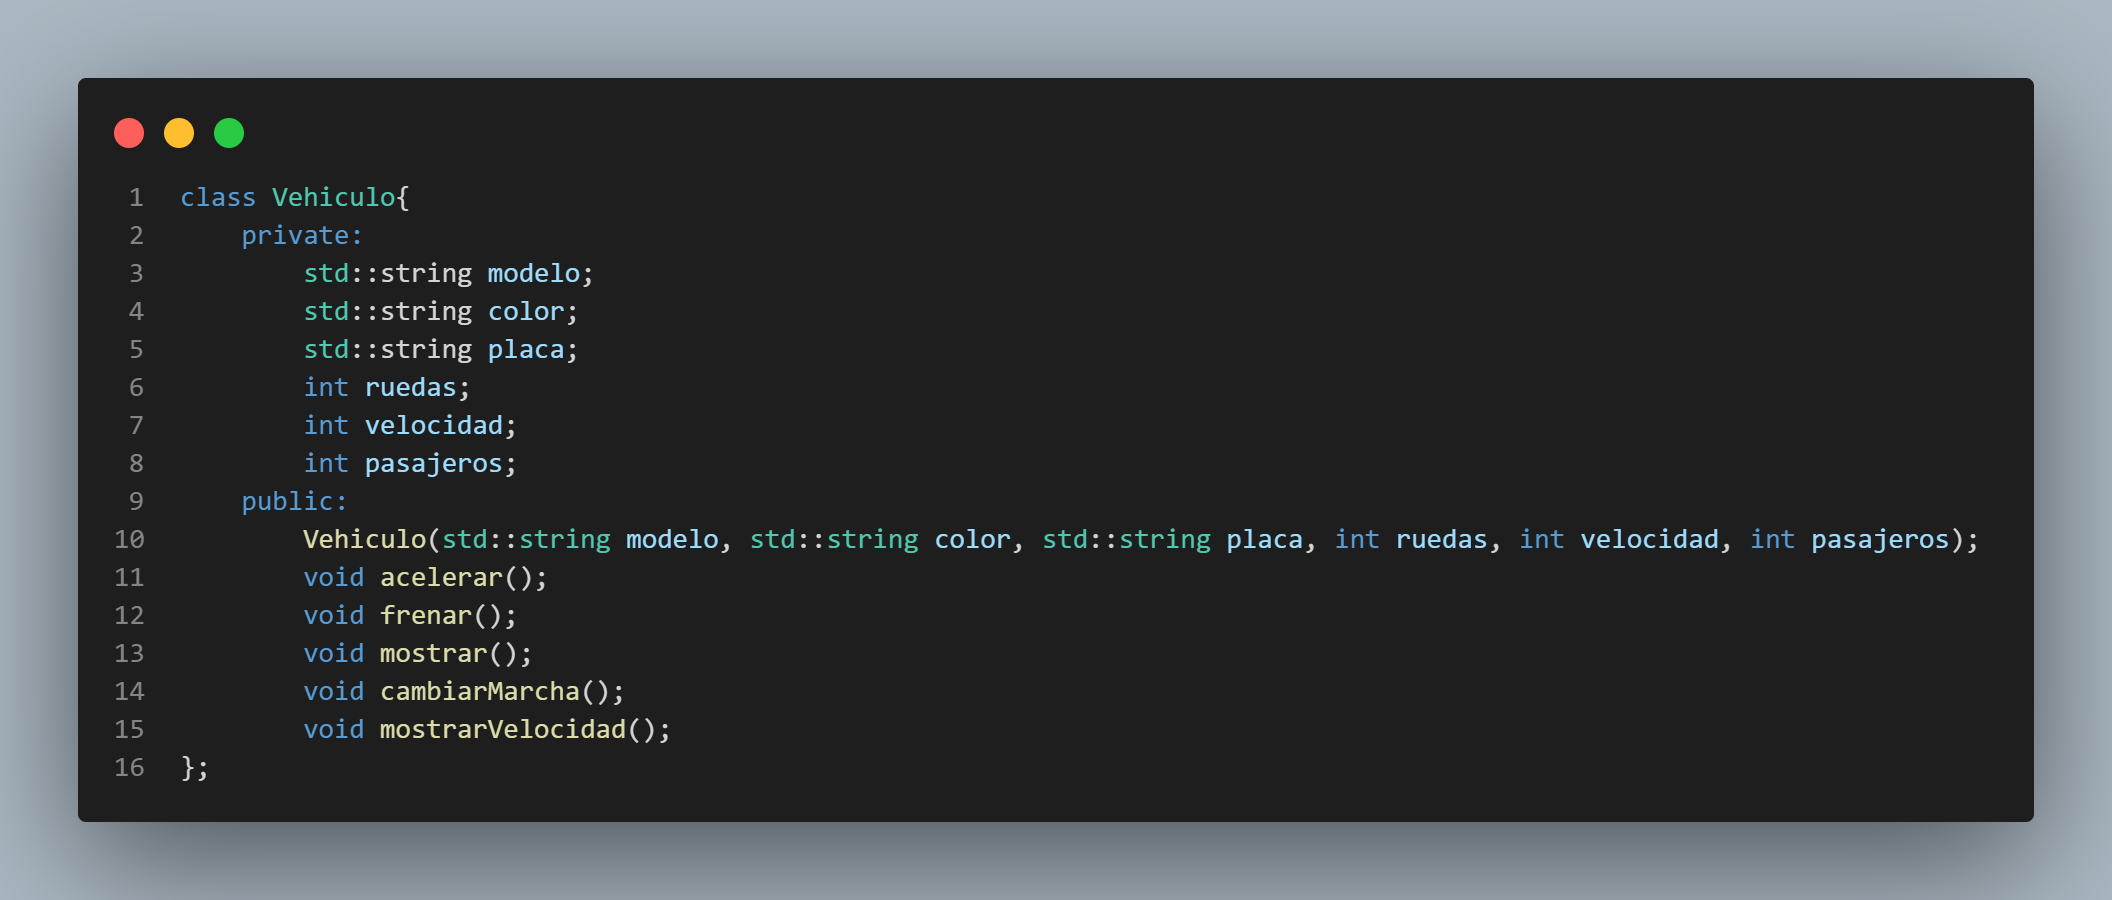 1 class Vehiculo{
2     private:
3         std::string modelo;
4         std::string color;
5         std::string placa;
6         int ruedas;
7         int velocidad;
8         int pasajeros;
9     public:
10         Vehiculo(std::string modelo, std::string color, std::string placa, int ruedas, int velocidad, int pasajeros);
11         void acelerar();
12         void frenar();
13         void mostrar();
14         void cambiarMarcha();
15         void mostrarVelocidad();
16 };